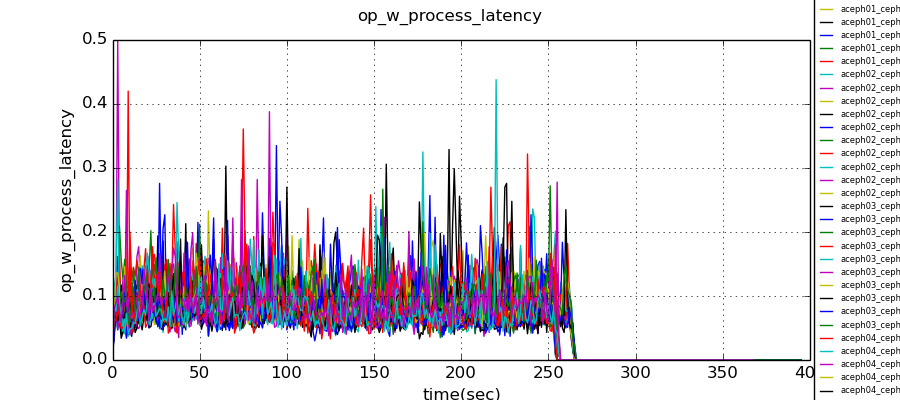 op_w_process_latency
op_w_process_latency
0.5
0.4
0.3
0.2
0.1
0.0
0
50
100
150
200
250
300
350
40
time(sec)
aceph01_ceph
aceph01_ceph
aceph01_ceph
aceph01_ceph
aceph01_ceph
aceph02_ceph
aceph02_ceph
aceph02_ceph
aceph02_ceph
aceph02_ceph
aceph02_ceph
aceph02_ceph
aceph02_ceph
aceph02_ceph
aceph02_ceph
aceph03_ceph
aceph03_ceph
aceph03_ceph
aceph03_ceph
aceph03_ceph
aceph03_ceph
aceph03_ceph
aceph03_ceph
aceph03_ceph
aceph03_ceph
aceph04_ceph
aceph04_ceph
aceph04_ceph
aceph04_ceph
aceph04_ceph